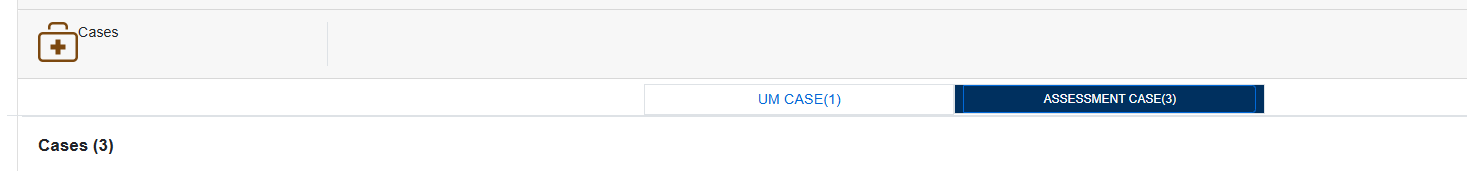 Cases
UM CASE(1)
ASSESSMENT CASE(3)
Cases (3)